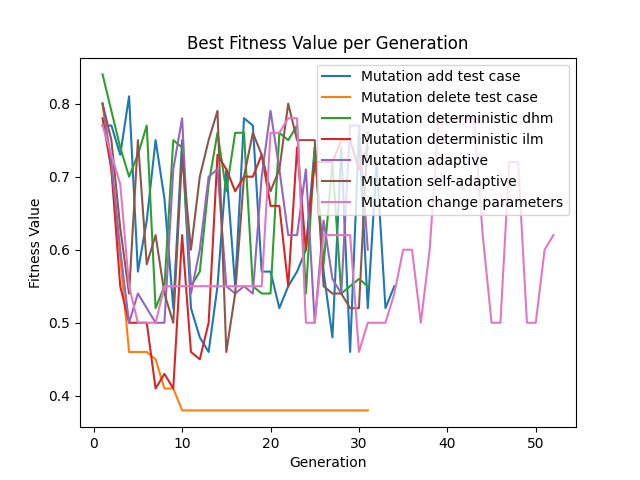 Best Fitness Value per Generation
Mutation add test case
Mutation delete test case
Mutation deterministic dhm
Mutation deterministic ilm
Mutation adaptive
Mutation self-adaptive
Mutation change parameters
Fitness Value
0.8
0.7
0.6
0.5
0.4
0 10 20 30 40 50
Generation